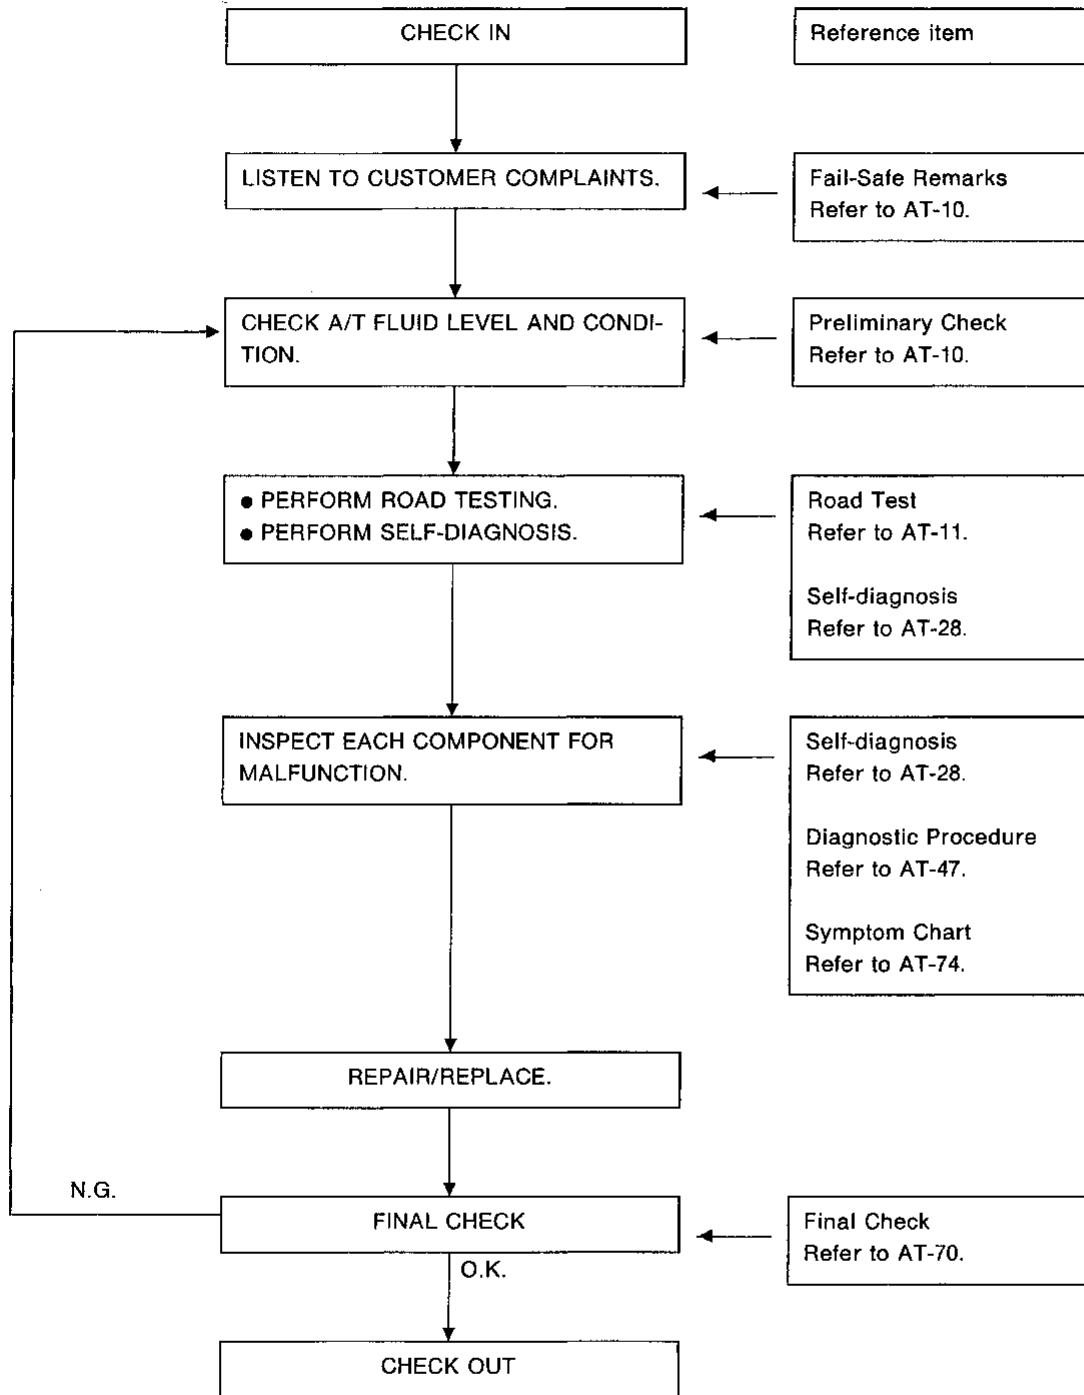 CHECK IN
Reference item
LISTEN TO CUSTOMER COMPLAINTS.
Fail-Safe Remarks
Refer to AT-10.
CHECK A/T FLUID LEVEL AND CONDI-
TION.
Preliminary Check
Refer to AT-10.
● PERFORM ROAD TESTING.
● PERFORM SELF-DIAGNOSIS.
Road Test
Refer to AT-11.
Self-diagnosis
Refer to AT-28.
INSPECT EACH COMPONENT FOR
MALFUNCTION.
Self-diagnosis
Refer to AT-28.
Diagnostic Procedure
Refer to AT-47.
Symptom Chart
Refer to AT-74.
REPAIR/REPLACE.
N.G.
FINAL CHECK
Final Check
Refer to AT-70.
O.K.
CHECK OUT